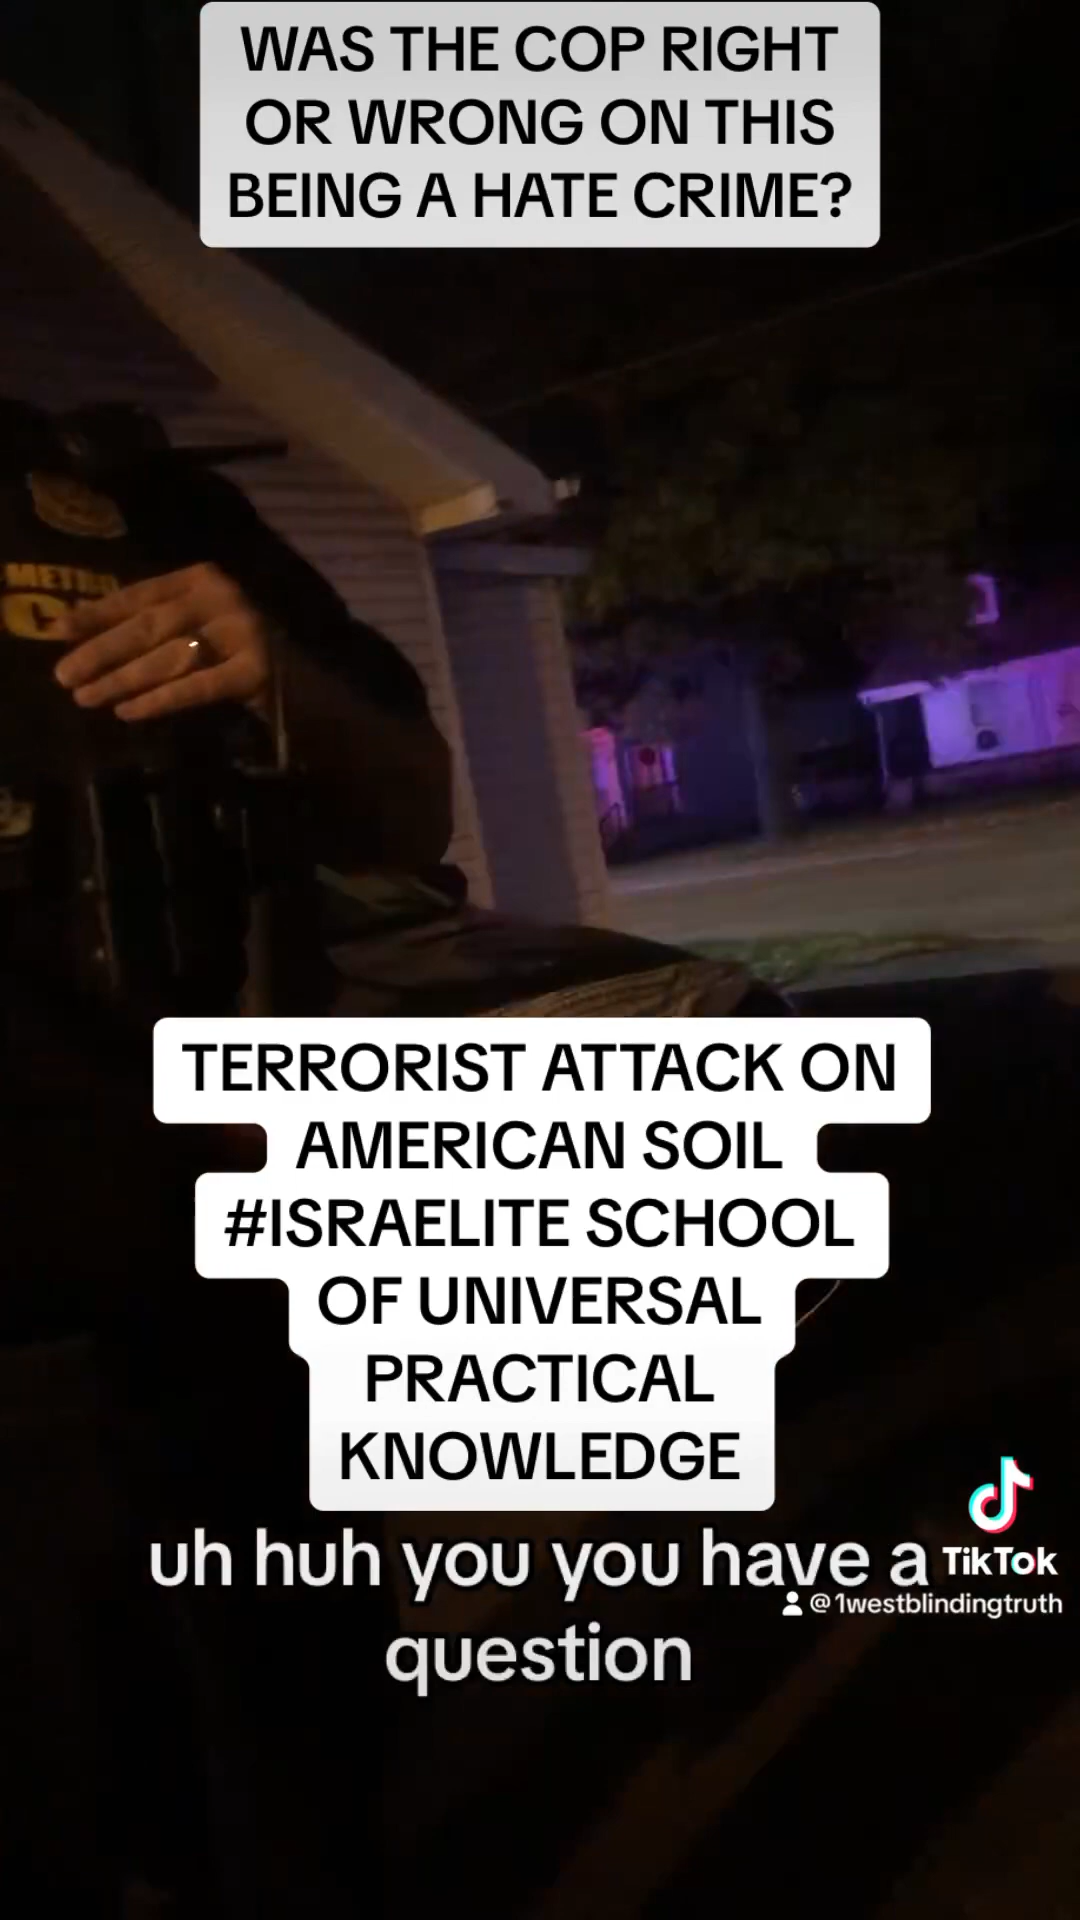 WAS THE COP RIGHT
OR WRONG ON THIS
BEING A HATE CRIME?
METRO
TERRORIST ATTACK ON
AMERICAN SOIL
#ISRAELITE SCHOOL
OF UNIVERSAL
PRACTICAL
KNOWLEDGE
uh huh you you have a
question
TikTok
@1westblindingtruth